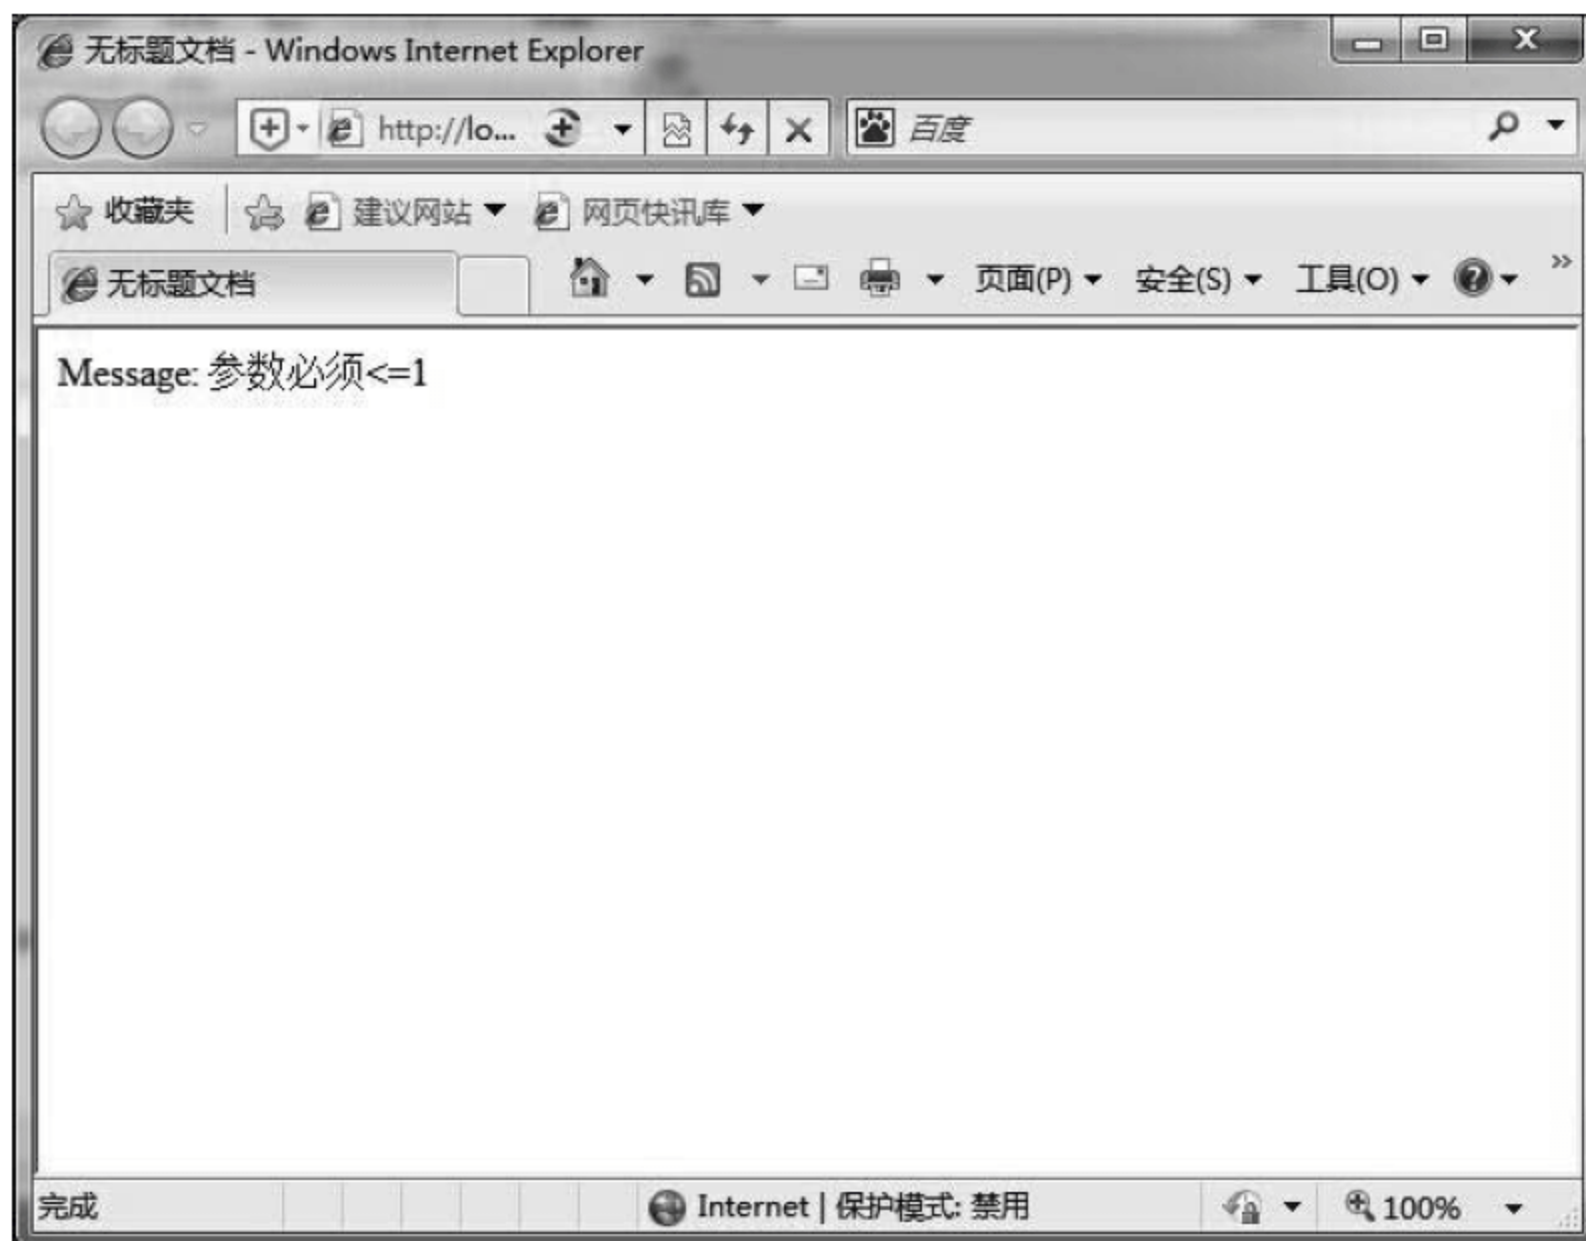 无标题文档 - Windows Internet Explorer
http://lo... 百度
收藏夹 建议网站 网页快讯库
无标题文档 页面(P) 安全(S) 工具(O) »
Message: 参数必须<=1
完成 Internet | 保护模式: 禁用 100%